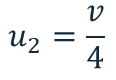 u₂ = v/4